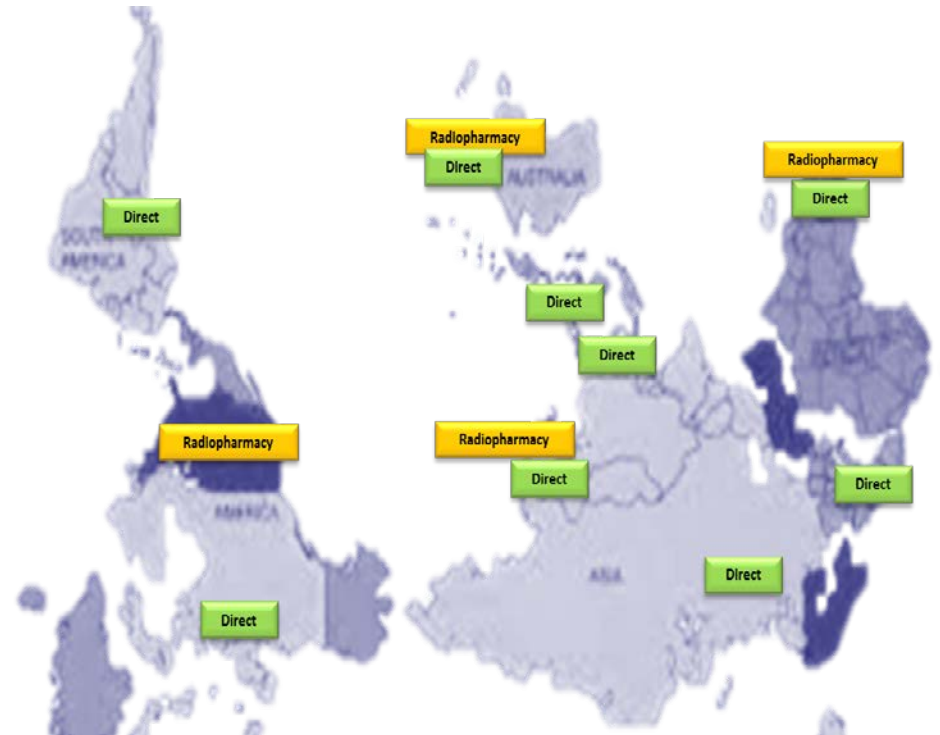 Radiopharmacy
Direct
AUSTRALIA
Radiopharmacy
Direct
Direct
SOUTH
AMERICA
Direct
Direct
Radiopharmacy
Radiopharmacy
Direct
Direct
AMERICA
ASIA
Direct
Direct